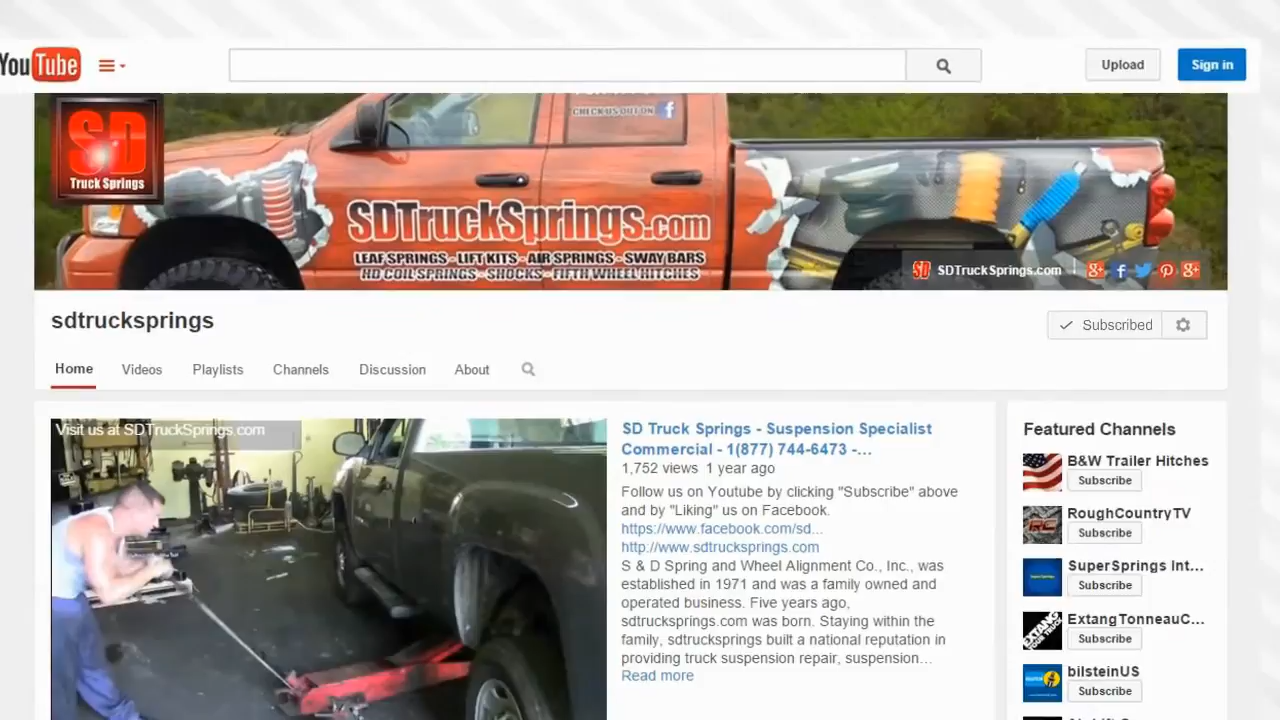 YouTube
Upload
Sign in
CHECK US OUT ON f
SD
Truck Springs
SDTruckSprings.com
LEAF SPRINGS - LIFT KITS - AIR SPRINGS - SWAY BARS
HD COIL SPRINGS - SHOCKS - FIFTH WHEEL HITCHES
SD SDTruckSprings.com
sdtrucksprings
Subscribed
Home Videos Playlists Channels Discussion About
Visit us at SDTruckSprings.com
SD Truck Springs - Suspension Specialist
Commercial - 1(877) 744-6473 -...
1,752 views 1 year ago
Follow us on Youtube by clicking "Subscribe" above
and by "Liking" us on Facebook.
https://www.facebook.com/sd...
http://www.sdtrucksprings.com
S & D Spring and Wheel Alignment Co., Inc., was
established in 1971 and was a family owned and
operated business. Five years ago,
sdtrucksprings.com was born. Staying within the
family, sdtrucksprings built a national reputation in
providing truck suspension repair, suspension...
Read more
Featured Channels
B&W Trailer Hitches
Subscribe
RoughCountryTV
Subscribe
SuperSprings Int...
Subscribe
ExtangTonneauC...
Subscribe
bilsteinUS
Subscribe